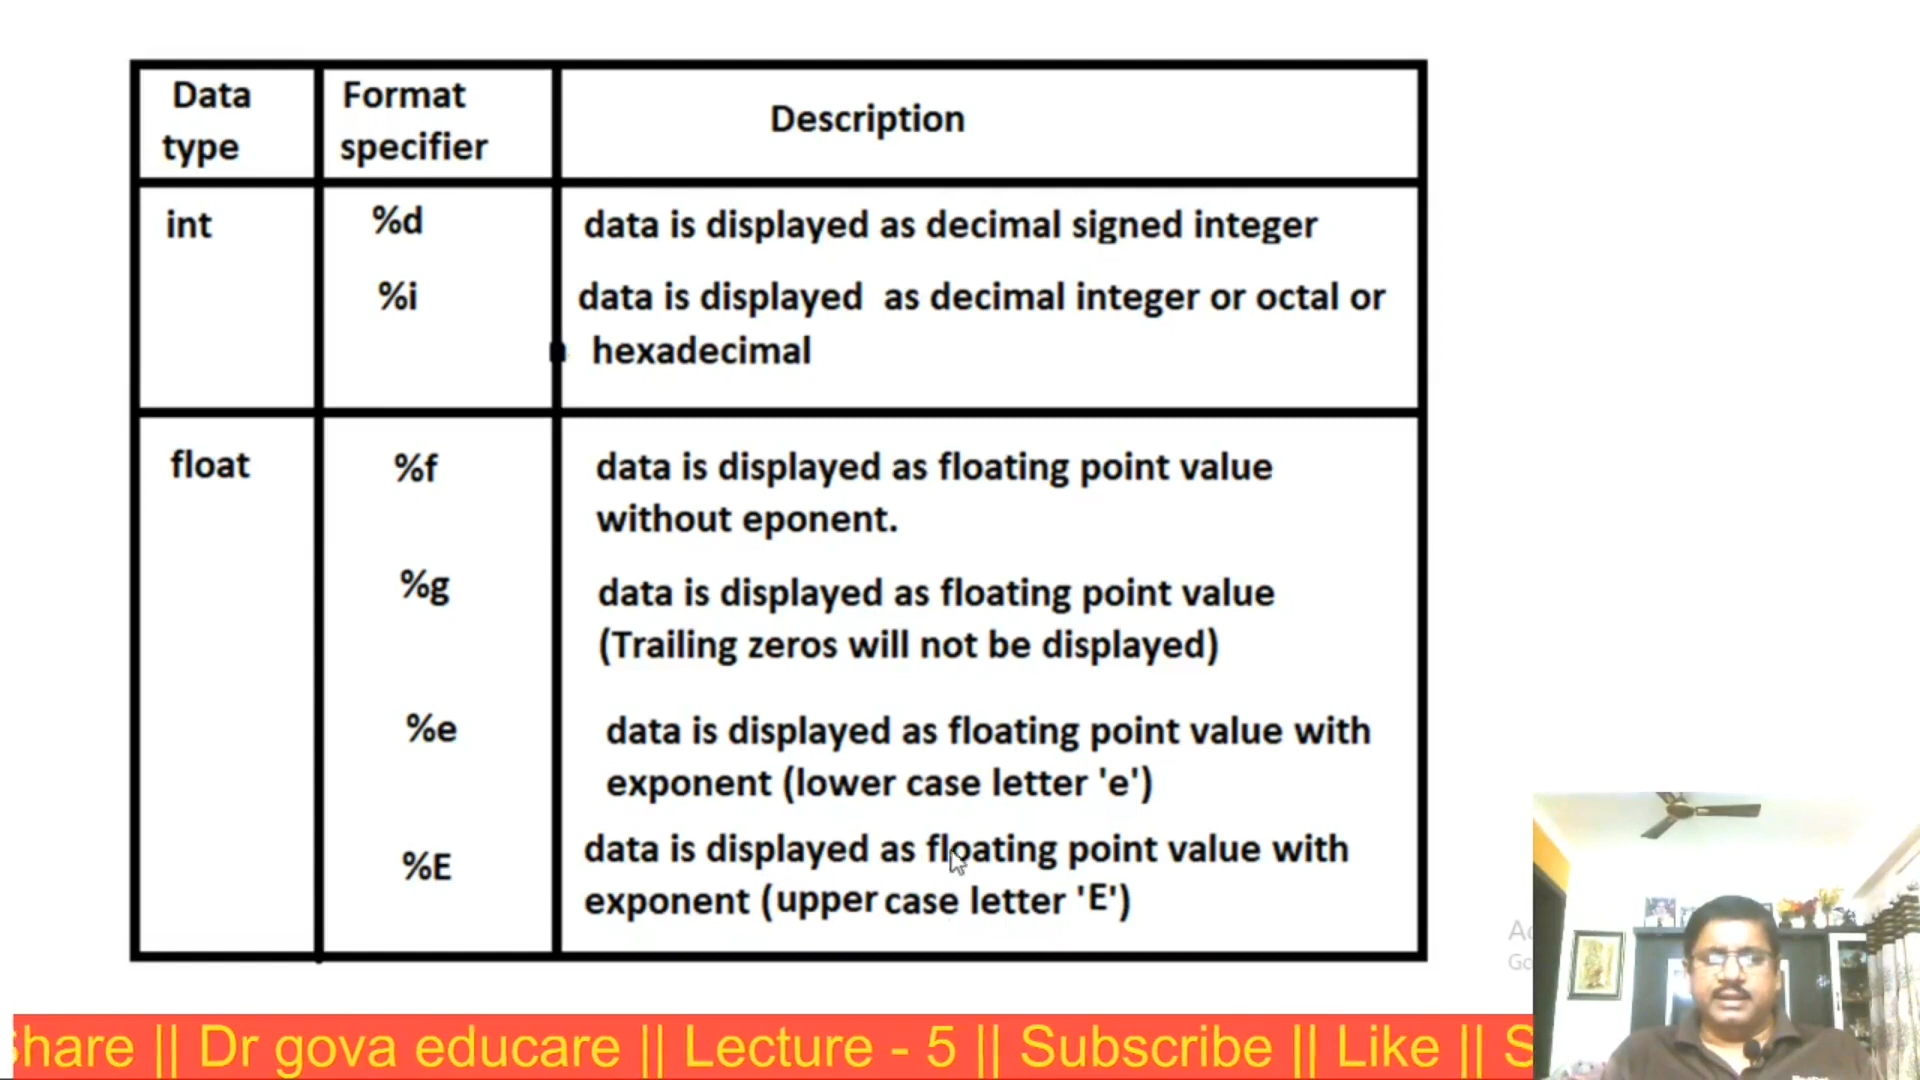 Data
type
Format
specifier
Description
int
%d
data is displayed as decimal signed integer
%i
data is displayed as decimal integer or octal or
hexadecimal
float
%f
data is displayed as floating point value
without eponent.
%g
data is displayed as floating point value
(Trailing zeros will not be displayed)
%e
data is displayed as floating point value with
exponent (lower case letter 'e')
%E
data is displayed as floating point value with
exponent (upper case letter 'E')
hare || Dr gova educare || Lecture - 5 || Subscribe || Like || S